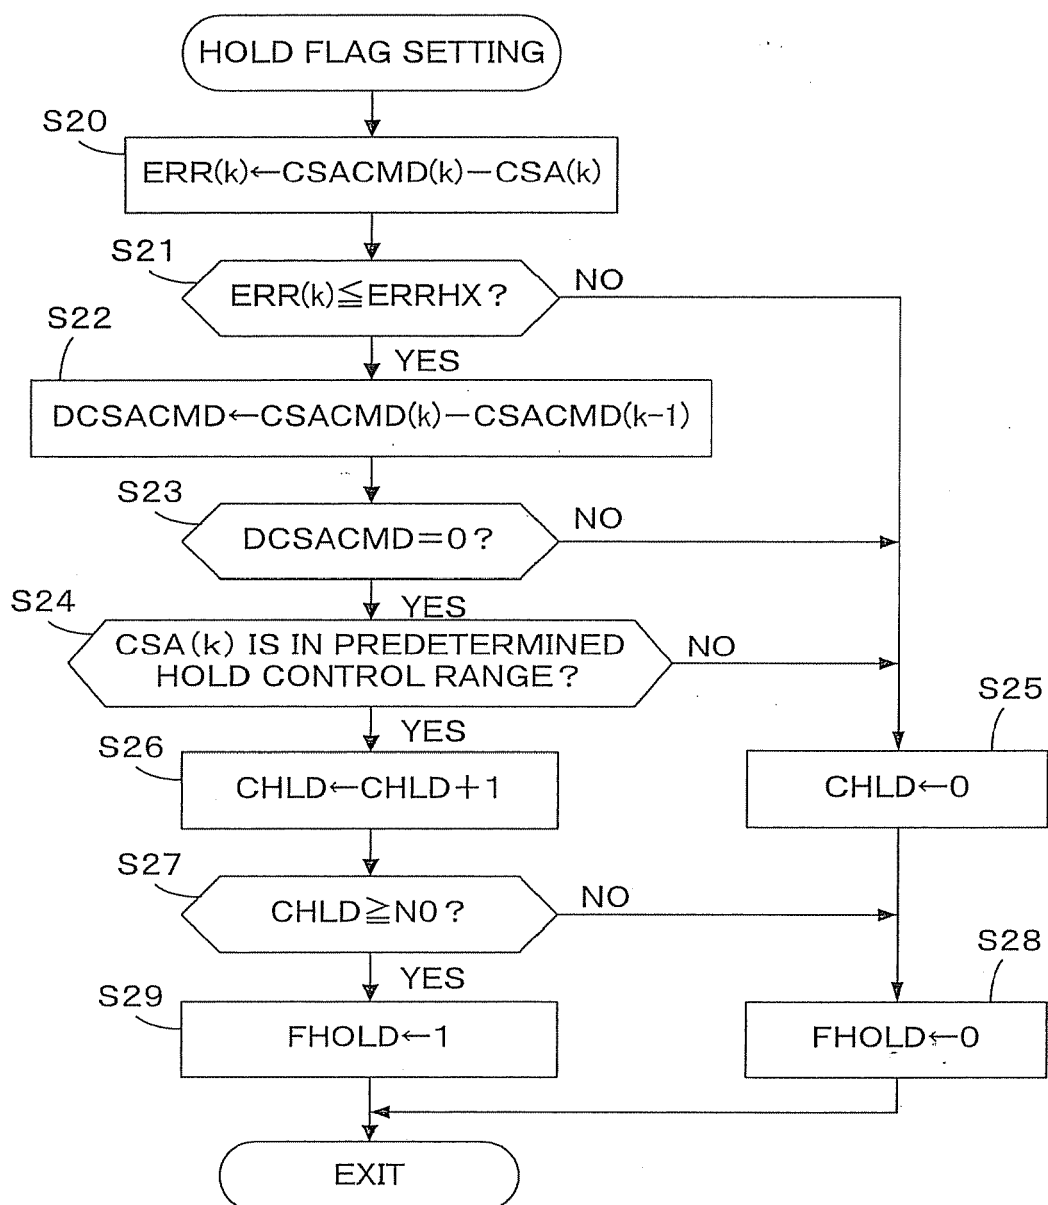 HOLD FLAG SETTING
S20
ERR(k)←CSACMD(k)−CSA(k)
S21
ERR(k)≦ERRHX?
NO
YES
S22
DCSACMD←CSACMD(k)−CSACMD(k-1)
S23
DCSACMD=0?
NO
YES
S24
CSA(k) IS IN PREDETERMINED
HOLD CONTROL RANGE?
NO
YES
S25
CHLD←0
S26
CHLD←CHLD+1
S27
CHLD≧N0?
NO
YES
S28
FHOLD←0
S29
FHOLD←1
EXIT